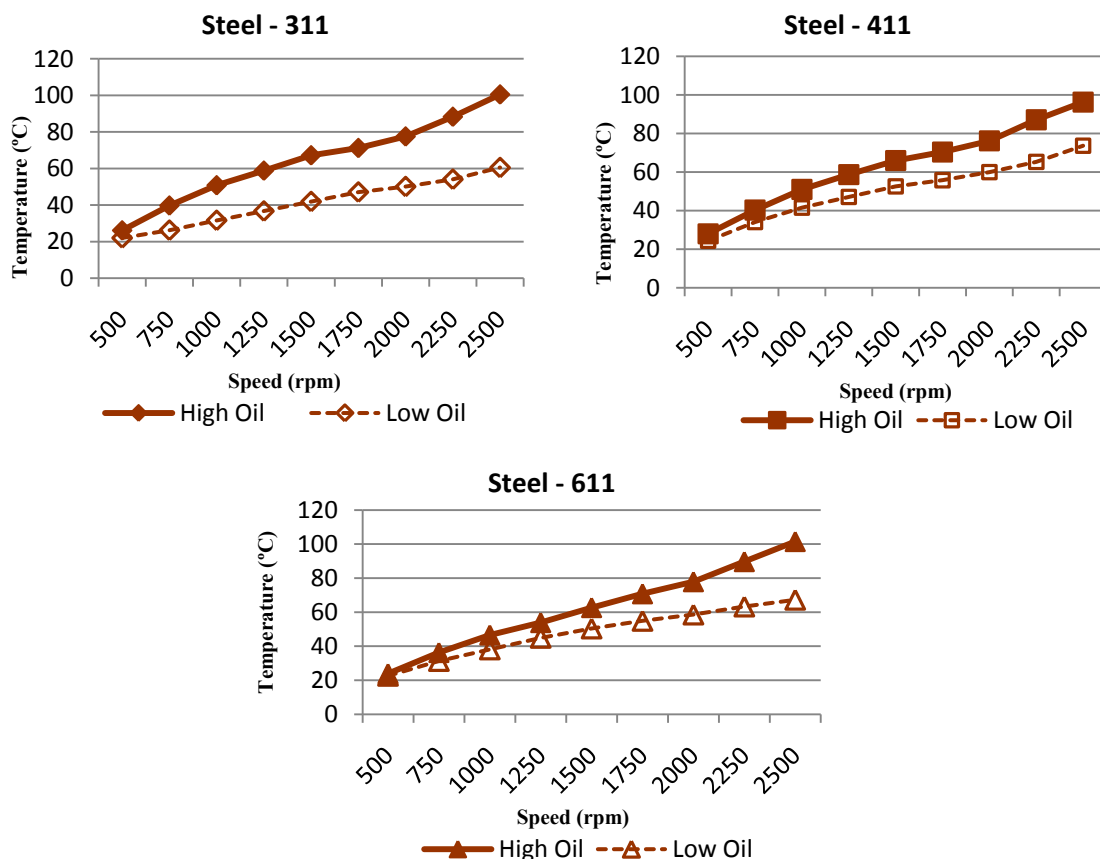 Steel - 311
120
100
80
60
40
20
0
Temperature (ºC)
500 750 1000 1250 1500 1750 2000 2250 2500
Speed (rpm)
High Oil Low Oil
Steel - 411
120
100
80
60
40
20
0
Temperature (ºC)
500 750 1000 1250 1500 1750 2000 2250 2500
Speed (rpm)
High Oil Low Oil
Steel - 611
120
100
80
60
40
20
0
Temperature (ºC)
500 750 1000 1250 1500 1750 2000 2250 2500
Speed (rpm)
High Oil Low Oil